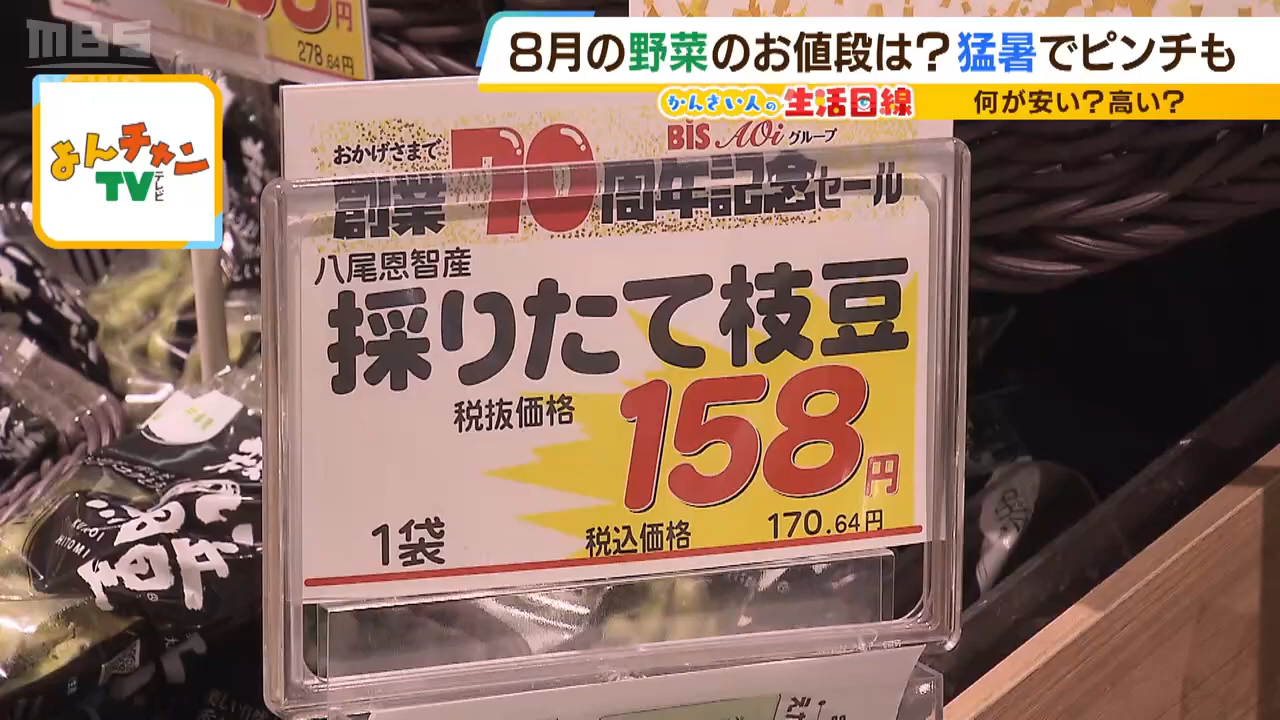 MBS
278.64円
8月の野菜のお値段は?猛暑でピンチも
かんさい人の生活目線
何が安い?高い?
よんチャンTV
テレビ
BiS AOiグループ
おかげさまで
創業70周年記念セール
八尾恩智産
採りたて枝豆
税抜価格
158円
1袋
税込価格
170.64円
HITOMI